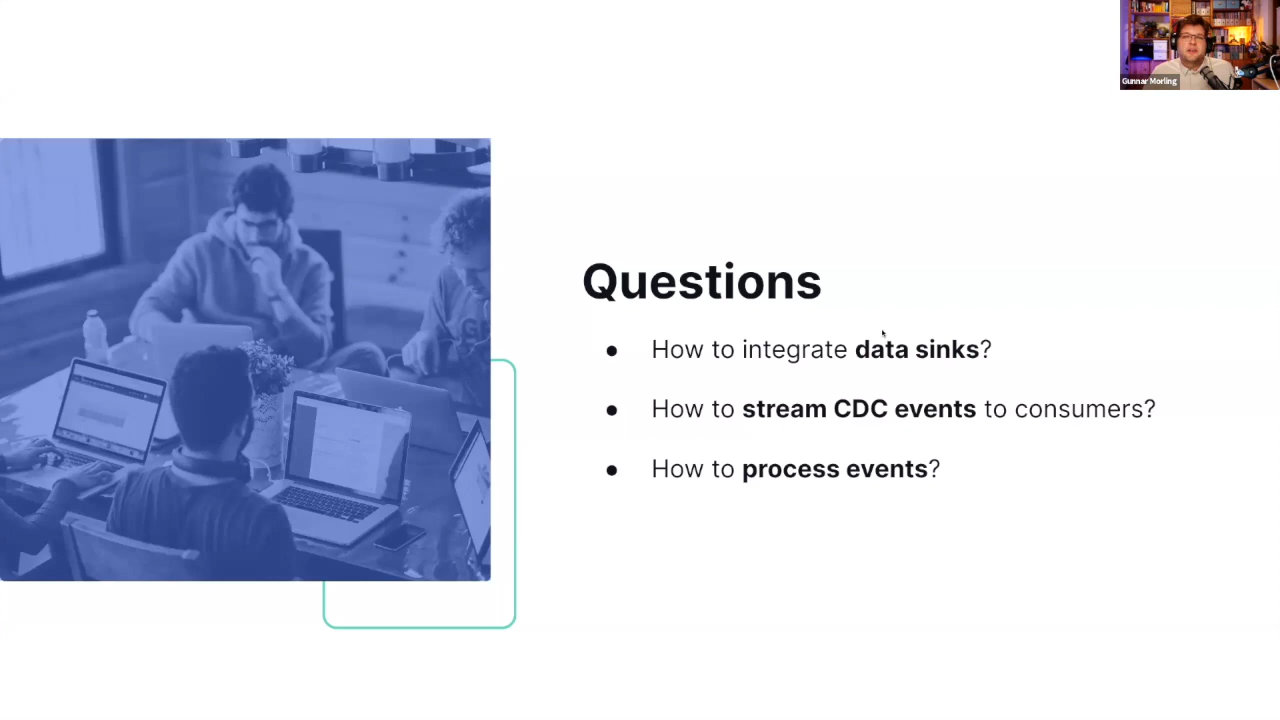 Gunnar Morling
Questions
● How to integrate data sinks?
● How to stream CDC events to consumers?
● How to process events?